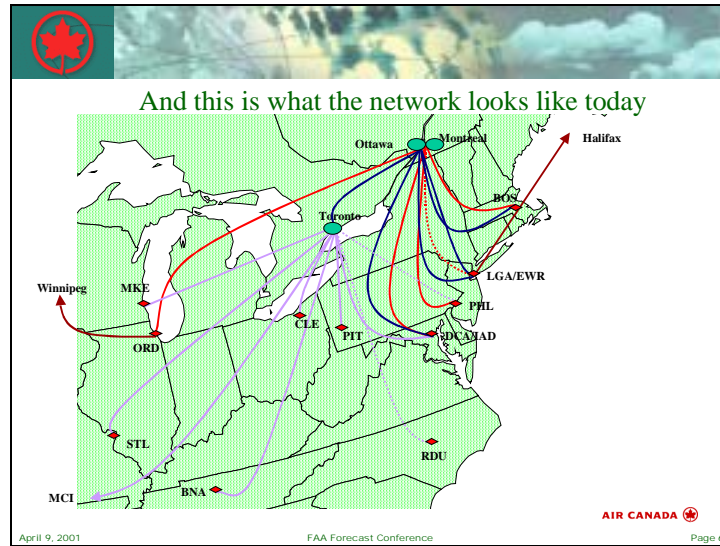 And this is what the network looks like today
Ottawa
Montreal
Halifax
BOS
Toronto
LGA/EWR
Winnipeg
MKE
PHL
CLE
PIT
DCA/IAD
ORD
STL
RDU
BNA
MCI
AIR CANADA
April 9, 2001
FAA Forecast Conference
Page